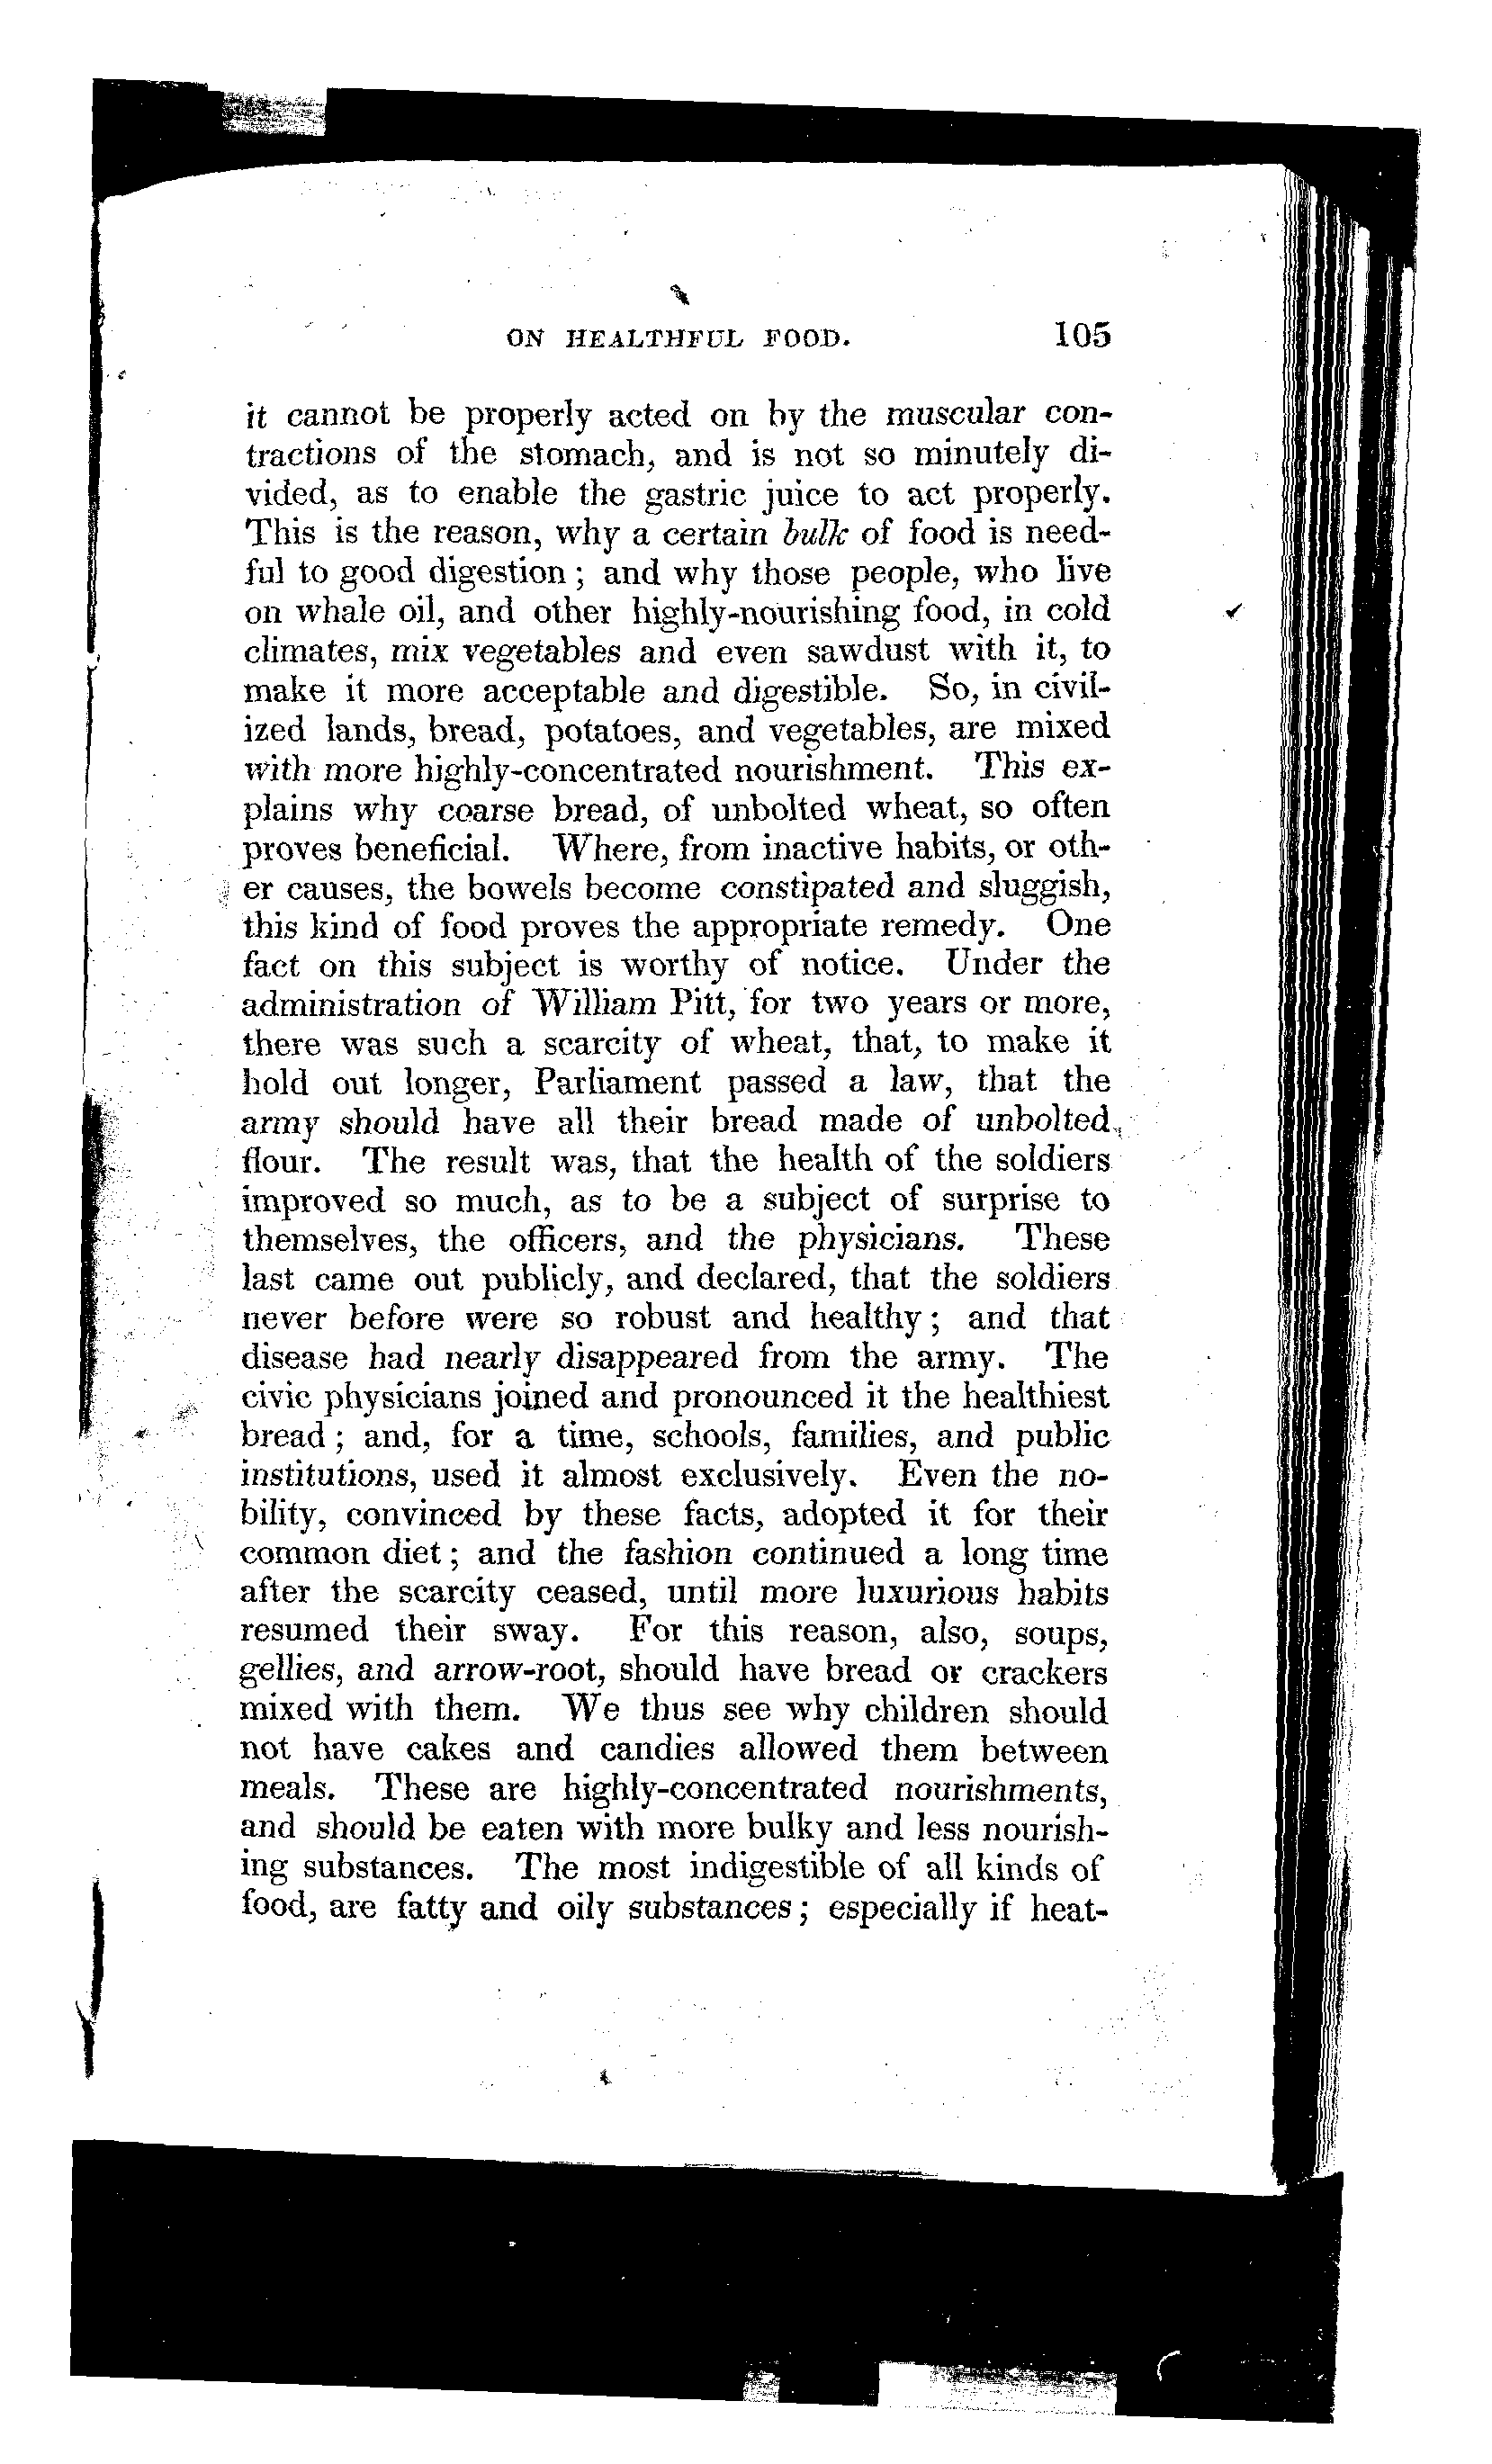 ON HEALTHFUL FOOD. 105
it cannot be properly acted on by the muscular con-
tractions of the stomach, and is not so minutely di-
vided, as to enable the gastric juice to act properly.
This is the reason, why a certain bulk of food is need-
ful to good digestion; and why those people, who live
on whale oil, and other highly-nourishing food, in cold
climates, mix vegetables and even sawdust with it, to
make it more acceptable and digestible. So, in civil-
ized lands, bread, potatoes, and vegetables, are mixed
with more highly-concentrated nourishment. This ex-
plains why coarse bread, of unbolted wheat, so often
proves beneficial. Where, from inactive habits, or oth-
er causes, the bowels become constipated and sluggish,
this kind of food proves the appropriate remedy. One
fact on this subject is worthy of notice. Under the
administration of William Pitt, for two years or more,
there was such a scarcity of wheat, that, to make it
hold out longer, Parliament passed a law, that the
army should have all their bread made of unbolted
flour. The result was, that the health of the soldiers
improved so much, as to be a subject of surprise to
themselves, the officers, and the physicians. These
last came out publicly, and declared, that the soldiers
never before were so robust and healthy; and that
disease had nearly disappeared from the army. The
civic physicians joined and pronounced it the healthiest
bread; and, for a time, schools, families, and public
institutions, used it almost exclusively. Even the no-
bility, convinced by these facts, adopted it for their
common diet; and the fashion continued a long time
after the scarcity ceased, until more luxurious habits
resumed their sway. For this reason, also, soups,
gellies, and arrow-root, should have bread or crackers
mixed with them. We thus see why children should
not have cakes and candies allowed them between
meals. These are highly-concentrated nourishments,
and should be eaten with more bulky and less nourish-
ing substances. The most indigestible of all kinds of
food, are fatty and oily substances; especially if heat-